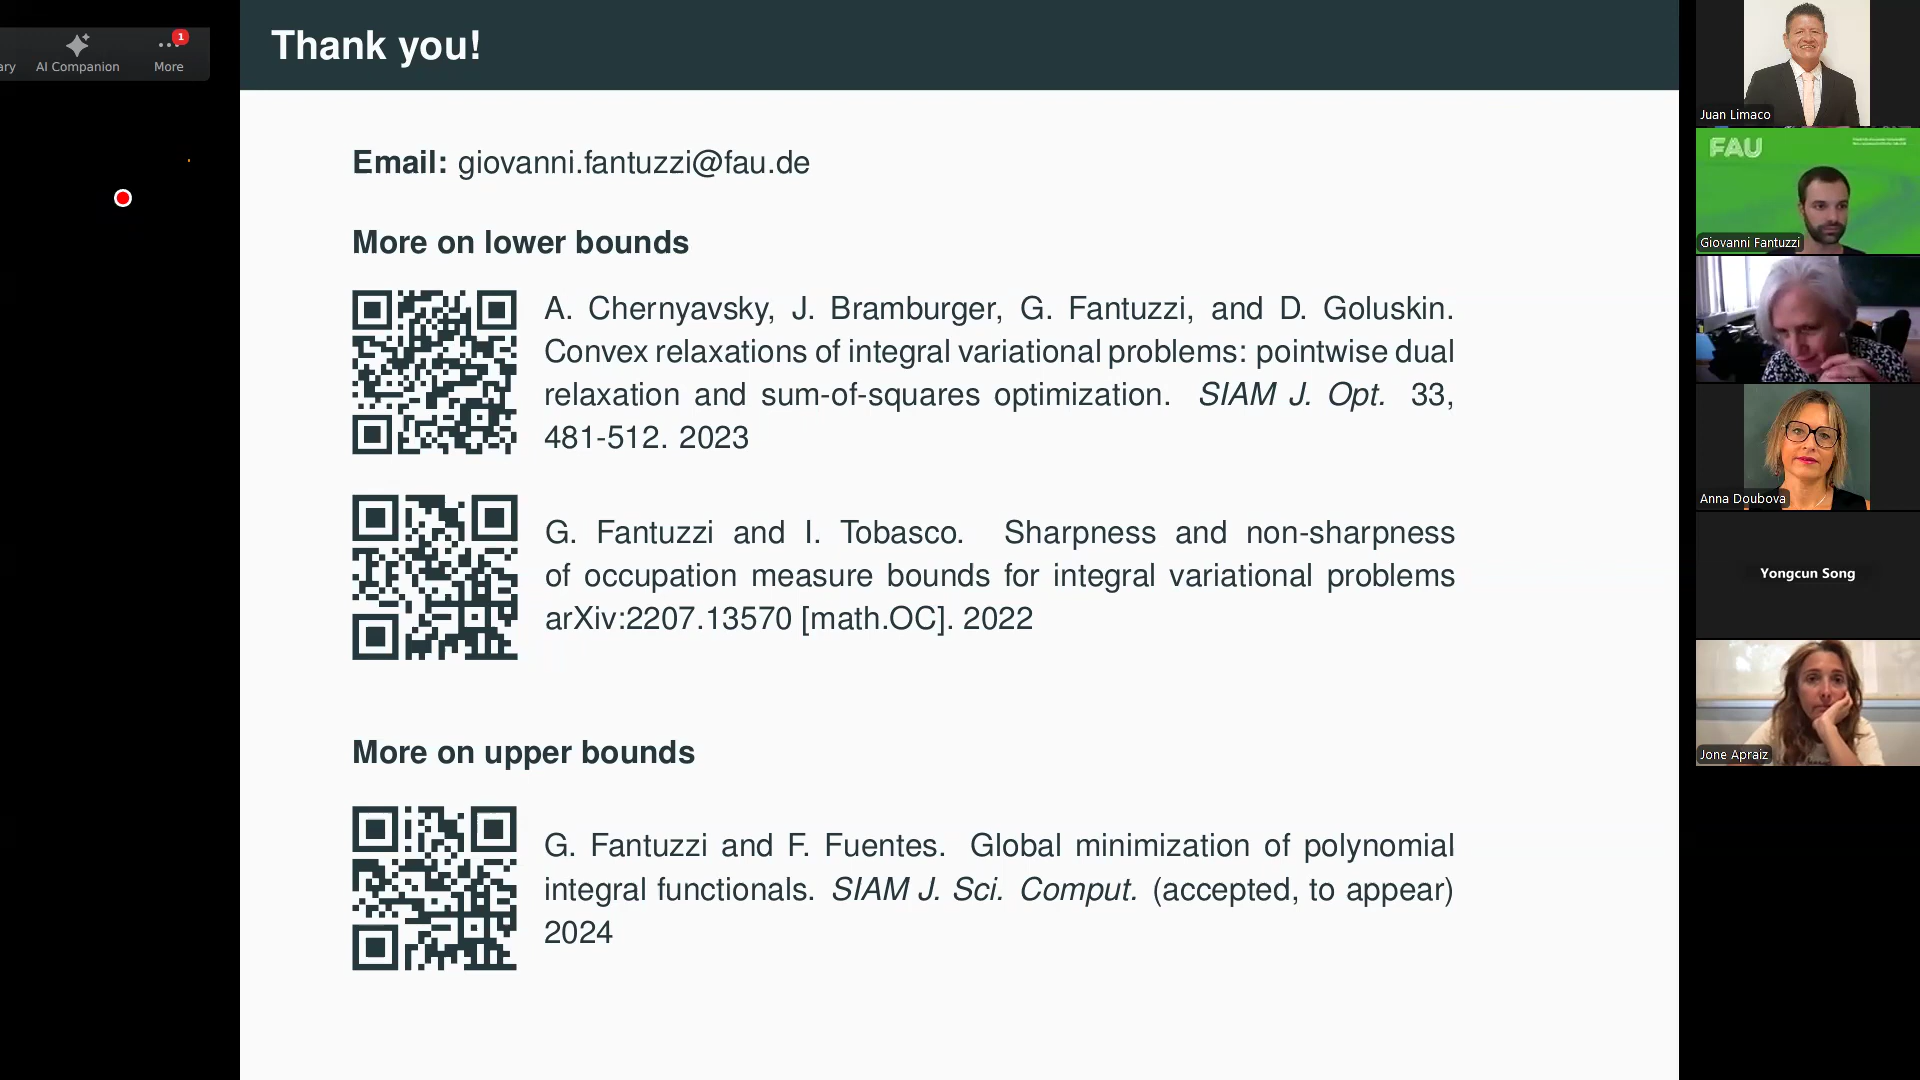 Thank you!
ary AI Companion More 1
Email: giovanni.fantuzzi@fau.de
More on lower bounds
A. Chernyavsky, J. Bramburger, G. Fantuzzi, and D. Goluskin.
Convex relaxations of integral variational problems: pointwise dual
relaxation and sum-of-squares optimization. SIAM J. Opt. 33,
481-512. 2023
G. Fantuzzi and I. Tobasco. Sharpness and non-sharpness
of occupation measure bounds for integral variational problems
arXiv:2207.13570 [math.OC]. 2022
More on upper bounds
G. Fantuzzi and F. Fuentes. Global minimization of polynomial
integral functionals. SIAM J. Sci. Comput. (accepted, to appear)
2024
Juan Limaco
FAU
Giovanni Fantuzzi
Anna Doubova
Yongcun Song
Jone Apraiz